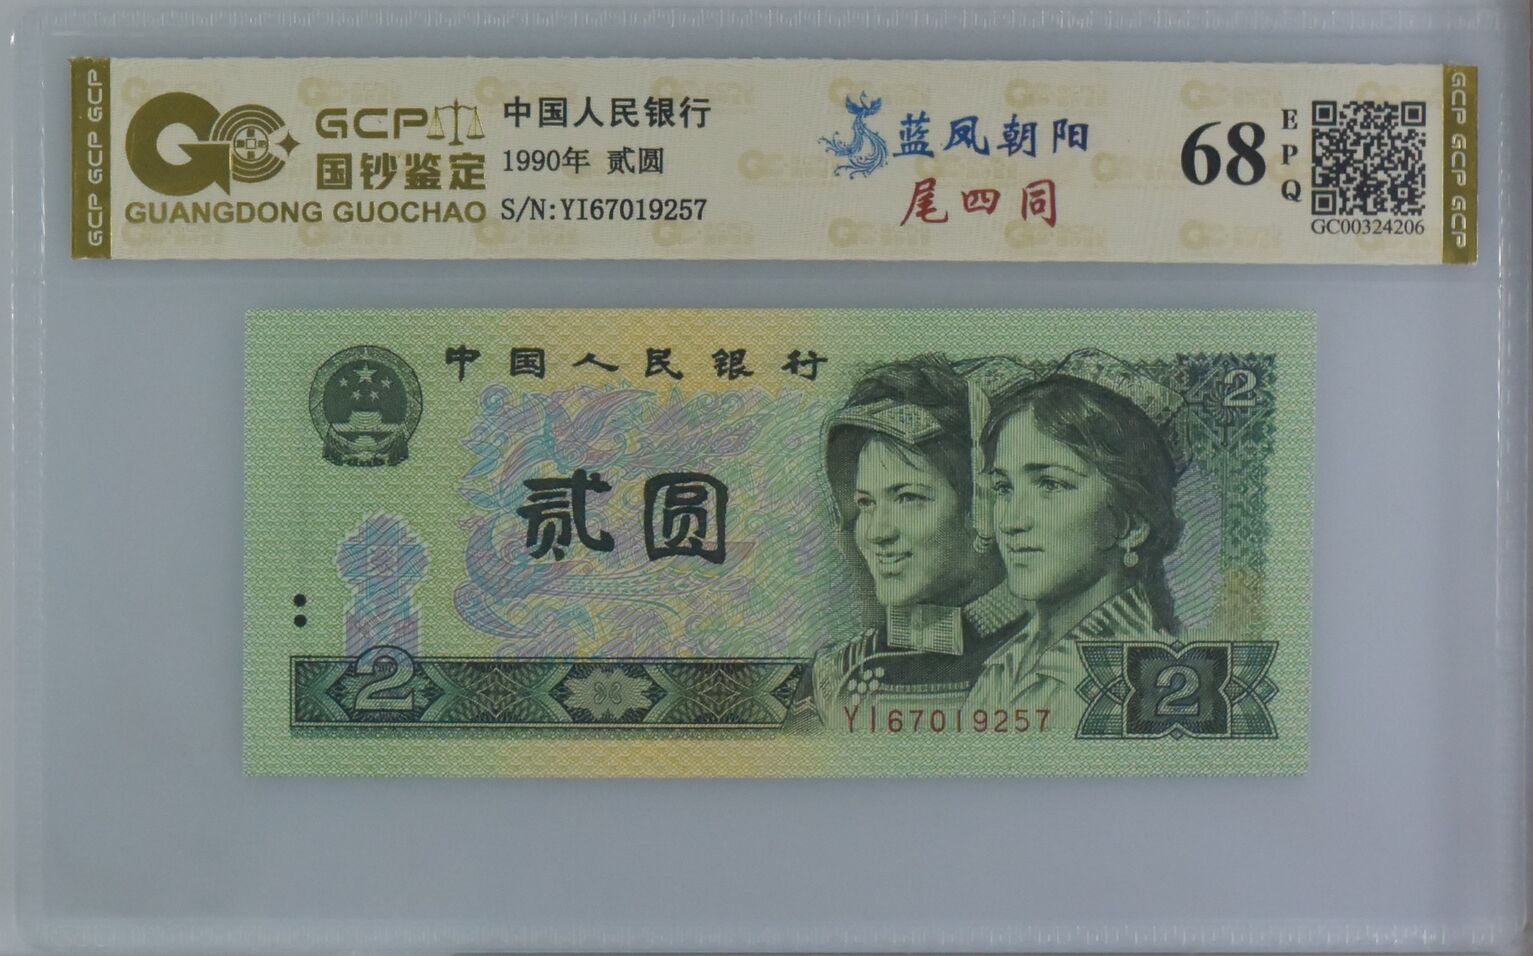 GCP GCP GCP
GC
GCP
国钞鉴定
GUANGDONG GUOCHAO
中国人民银行
1990年 贰圆
S/N:YI67019257
蓝凤朝阳
尾四同
68
EPQ
GC00324206
GCP GCP GCP
中国人民银行
2
贰圆
2
YI67019257
2